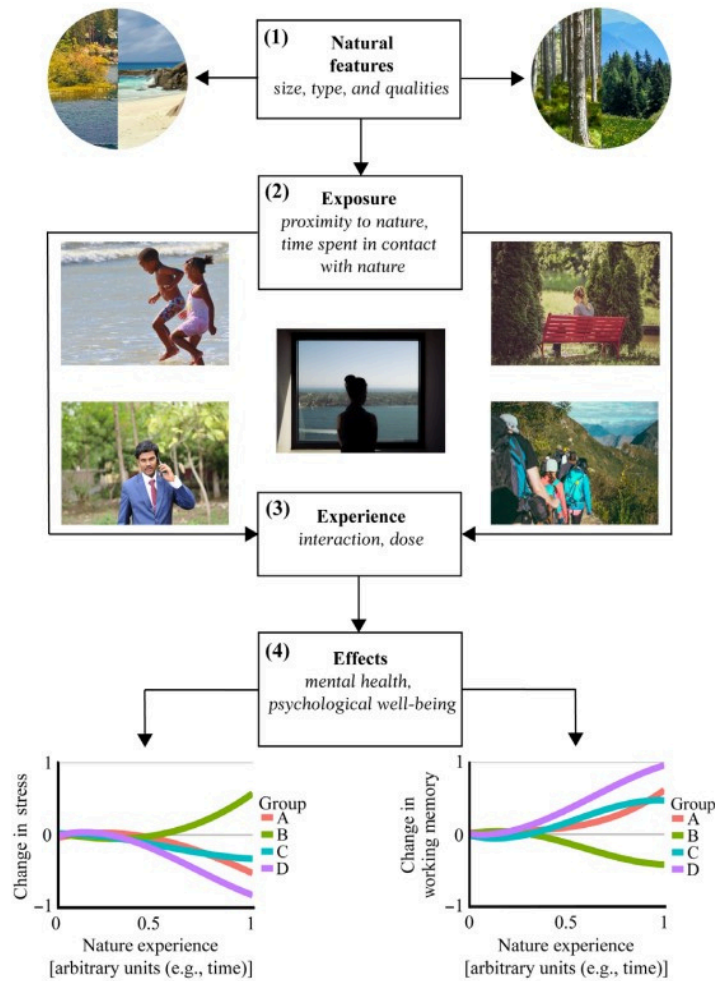 (1)
Natural
features
size, type, and qualities
(2)
Exposure
proximity to nature,
time spent in contact
with nature
(3)
Experience
interaction, dose
(4)
Effects
mental health,
psychological well-being
Change in stress
1
0
−1
0
0.5
1
Nature experience
[arbitrary units (e.g., time)]
Group
A
B
C
D
Change in
working memory
1
0
−1
0
0.5
1
Nature experience
[arbitrary units (e.g., time)]
Group
A
B
C
D